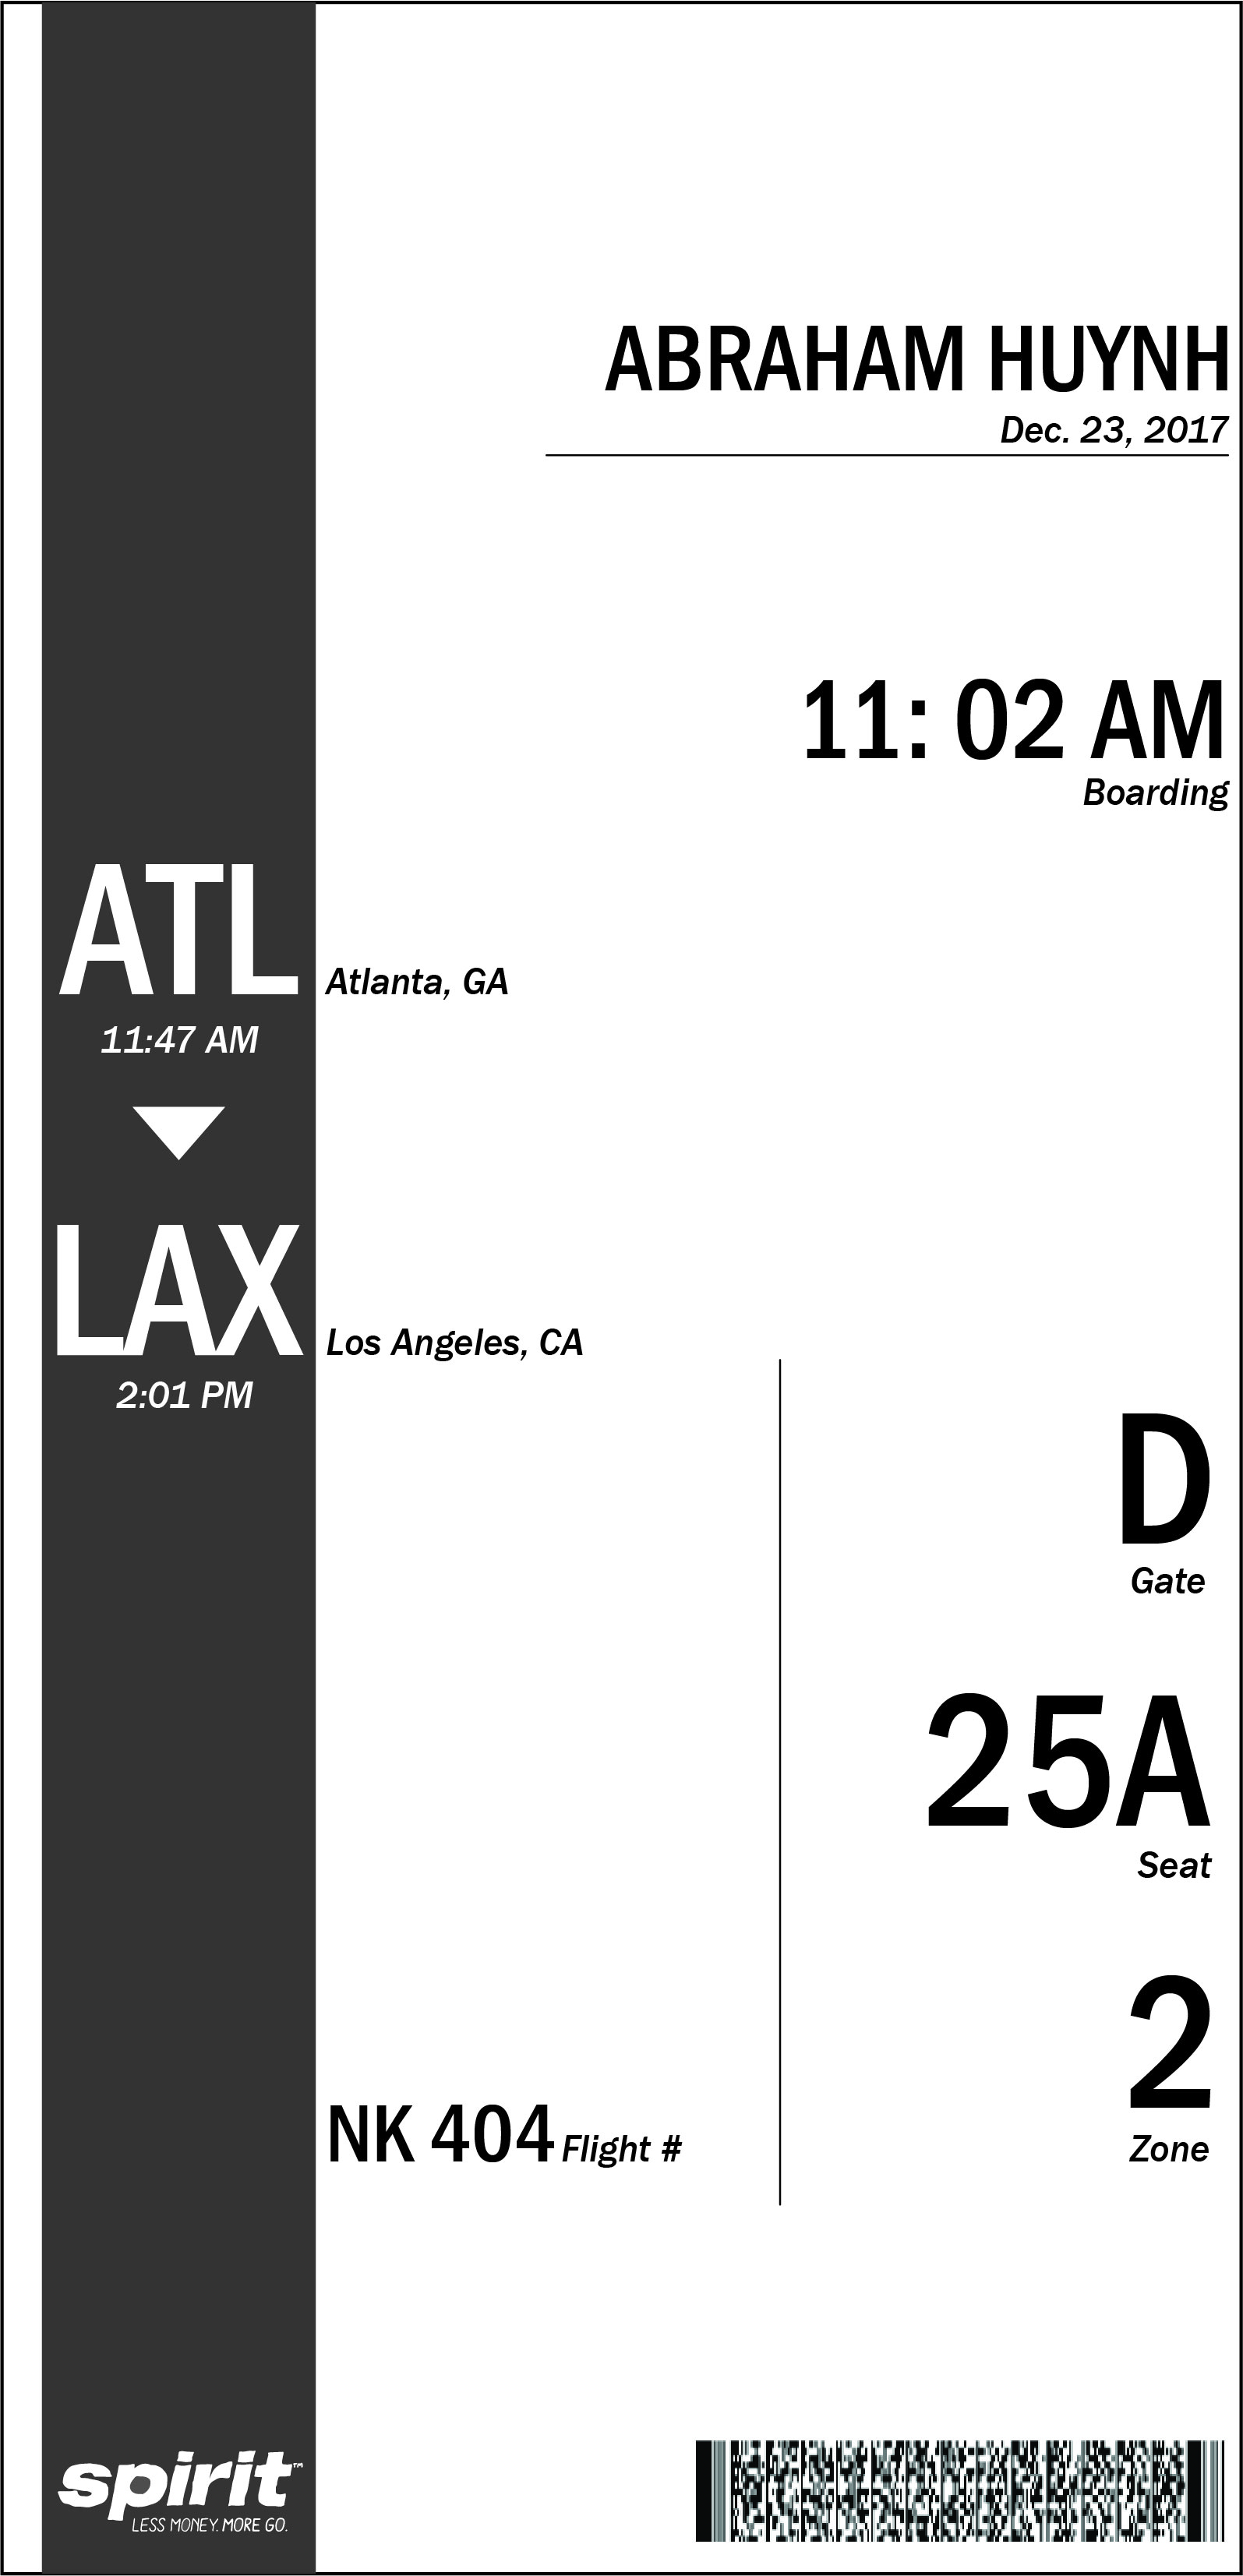 ABRAHAM HUYNH
Dec. 23, 2017
11: 02 AM
Boarding
ATL
Atlanta, GA
11:47 AM
LAX
Los Angeles, CA
2:01 PM
D
Gate
25A
Seat
2
Zone
NK 404 Flight #
spirit™
LESS MONEY. MORE GO.